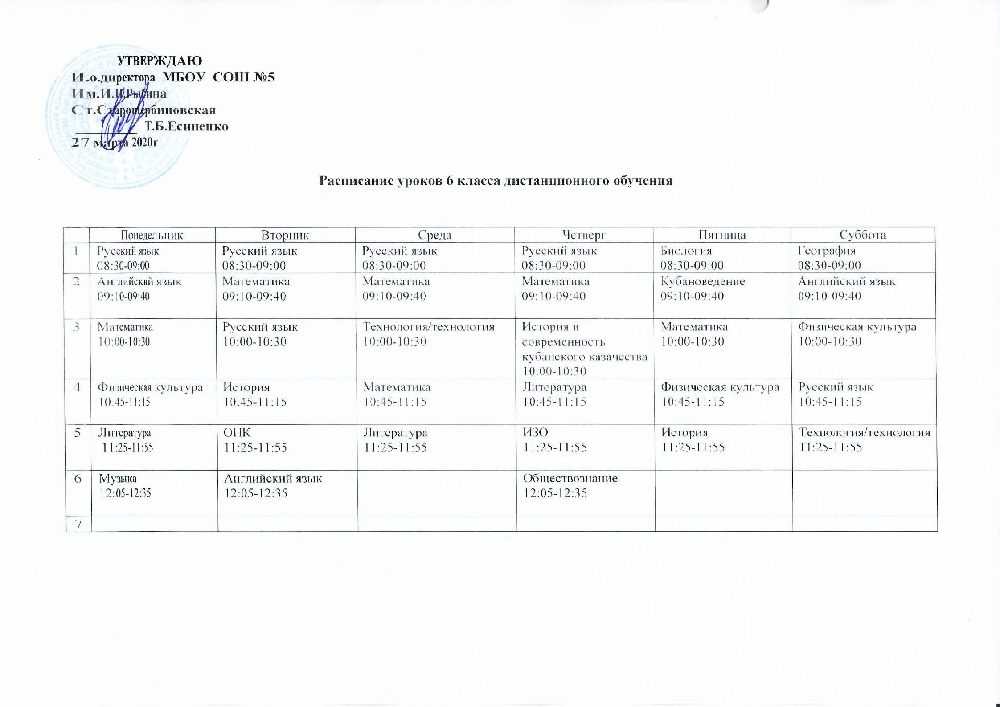 УТВЕРЖДАЮ
И.о.директора МБОУ СОШ №5
Им.И.П.Рыбина
Ст.Старощербиновская
Т.Б.Есипенко
27 марта 2020г
Расписание уроков 6 класса дистанционного обучения
Понедельник Вторник Среда Четверг Пятница Суббота
1 Русский язык Русский язык Русский язык Русский язык Биология География
08:30-09:00 08:30-09:00 08:30-09:00 08:30-09:00 08:30-09:00 08:30-09:00
2 Английский язык Математика Математика Математика Кубановедение Английский язык
09:10-09:40 09:10-09:40 09:10-09:40 09:10-09:40 09:10-09:40 09:10-09:40
3 Математика Русский язык Технология/технология История и Математика Физическая культура
10:00-10:30 10:00-10:30 10:00-10:30 современность 10:00-10:30 10:00-10:30
кубанского казачества
10:00-10:30
4 Физическая культура История Математика Литература Физическая культура Русский язык
10:45-11:15 10:45-11:15 10:45-11:15 10:45-11:15 10:45-11:15 10:45-11:15
5 Литература ОПК Литература ИЗО История Технология/технология
11:25-11:55 11:25-11:55 11:25-11:55 11:25-11:55 11:25-11:55 11:25-11:55
6 Музыка Английский язык Обществознание
12:05-12:35 12:05-12:35 12:05-12:35
7